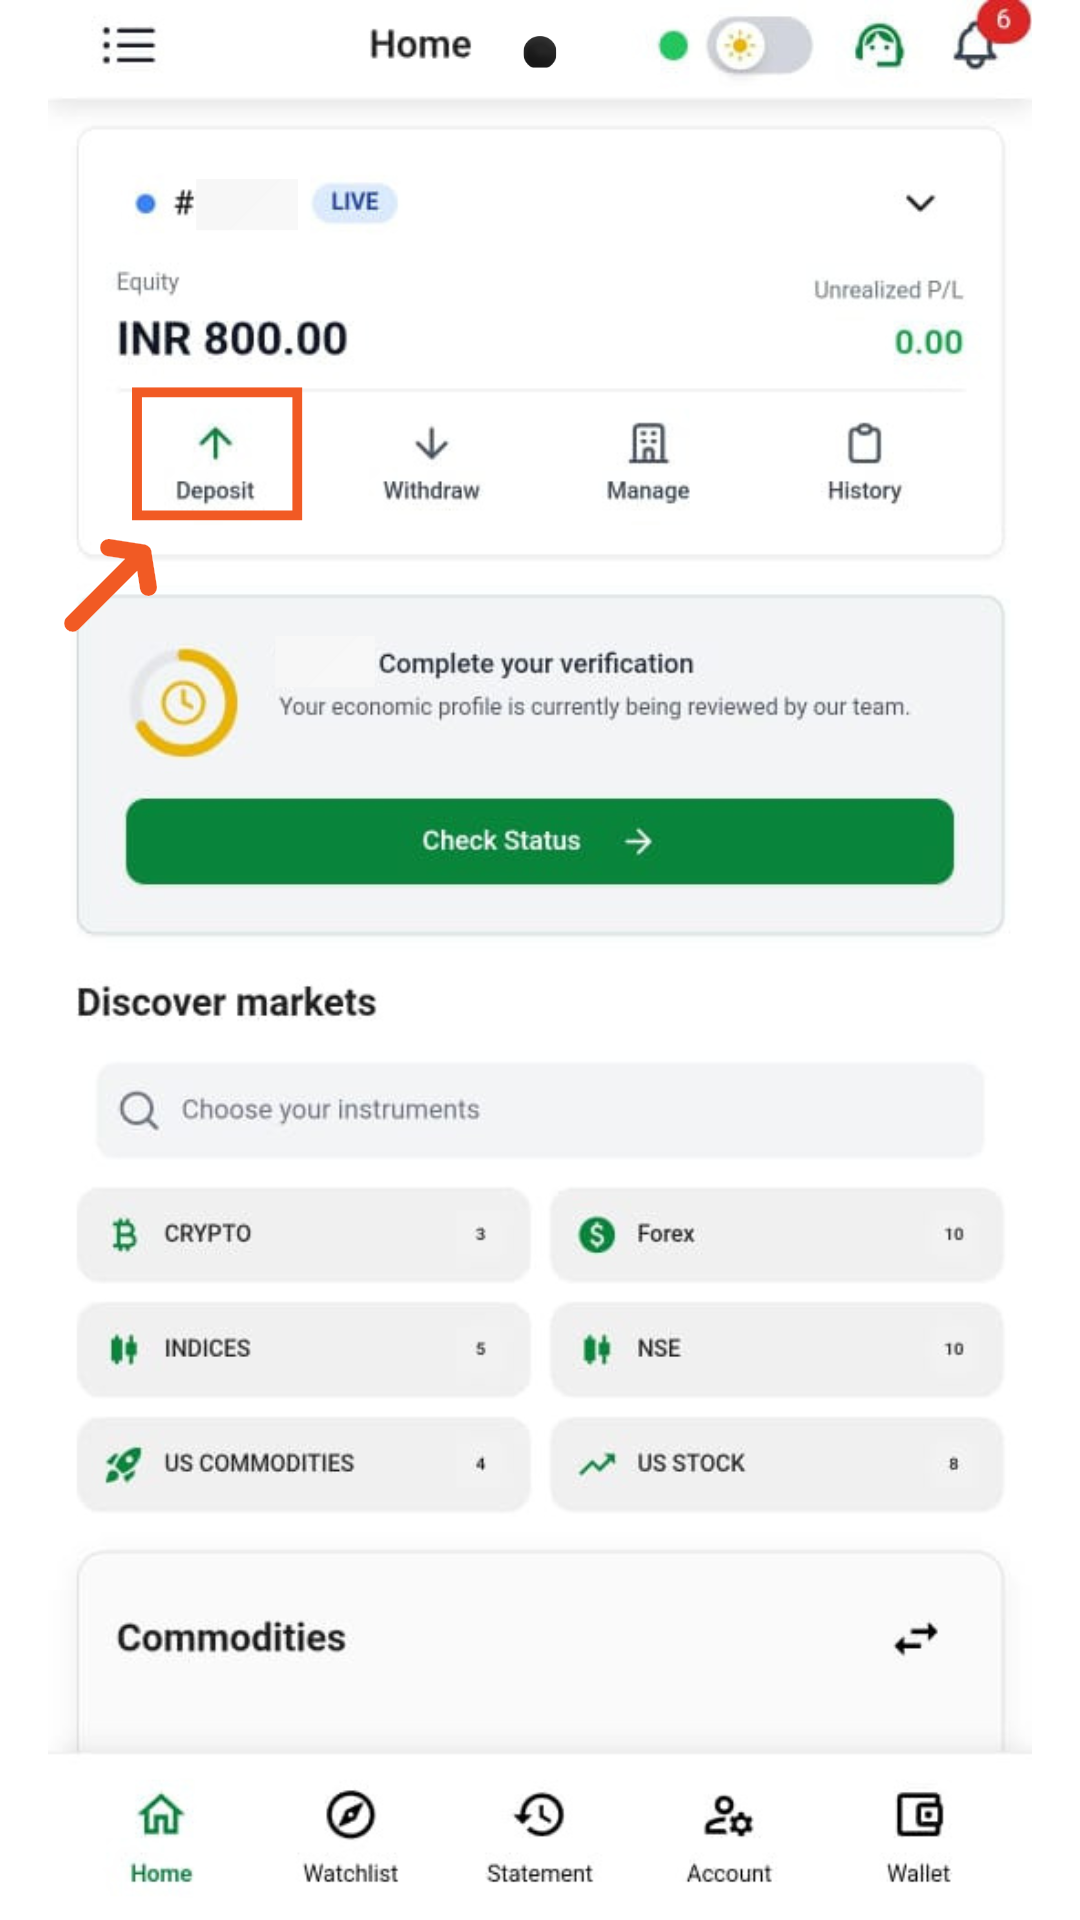 Home
6
#
LIVE
Equity
Unrealized P/L
INR 800.00
0.00
Deposit
Withdraw
Manage
History
Complete your verification
Your economic profile is currently being reviewed by our team.
Check Status
Discover markets
Choose your instruments
CRYPTO 3
Forex 10
INDICES 5
NSE 10
US COMMODITIES 4
US STOCK 8
Commodities
Home
Watchlist
Statement
Account
Wallet